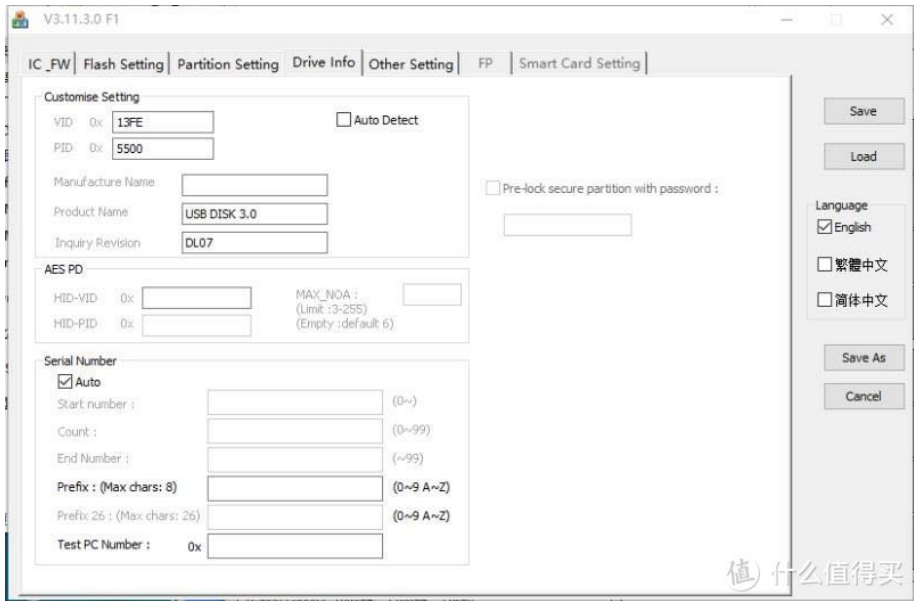 V3.11.3.0 F1
IC_FW Flash Setting Partition Setting Drive Info Other Setting FP Smart Card Setting
Customise Setting
VID 0x 13FE
Auto Detect
PID 0x 5500
Manufacture Name
Product Name USB DISK 3.0
Inquiry Revision DL07
Pre-lock secure partition with password :
AES PD
HID-VID 0x
HID-PID 0x
MAX_NOA :
(Limit :3-255)
(Empty :default 6)
Serial Number
Auto
Start number : (0~)
Count : (0~99)
End Number : (~99)
Prefix : (Max chars: 8) (0~9 A~Z)
Prefix 26 : (Max chars: 26) (0~9 A~Z)
Test PC Number : 0x
Save
Load
Language
English
繁體中文
简体中文
Save As
Cancel
值 什么值得买